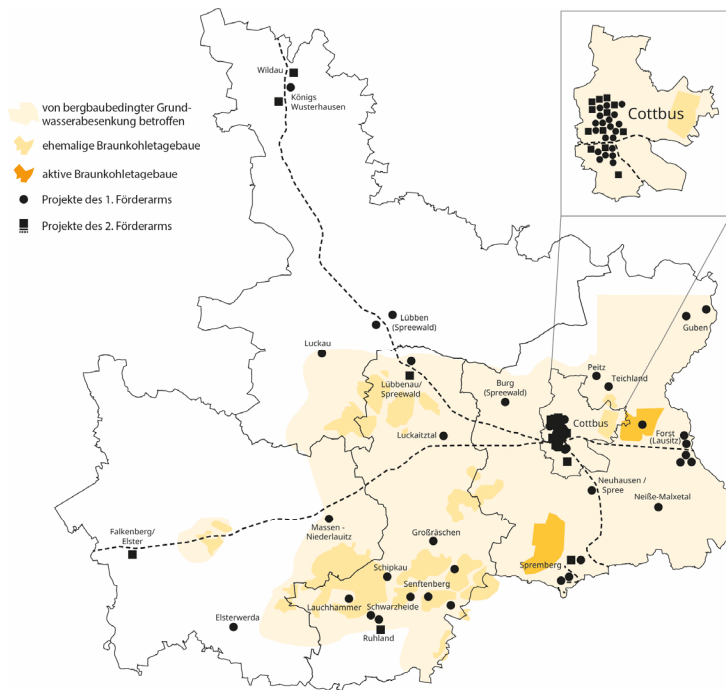 Wildau
Königs
Wusterhausen
von bergbaubedingter Grund-
wasserabesenkung betroffen
ehemalige Braunkohletagebaue
aktive Braunkohletagebaue
Projekte des 1. Förderarms
Projekte des 2. Förderarms
Cottbus
Lübben
(Spreewald)
Luckau
Guben
Peitz
Teichland
Lübbenau/
Spreewald
Burg
(Spreewald)
Cottbus
Forst
(Lausitz)
Luckaitztal
Neuhausen /
Spree
Neiße-Malxetal
Falkenberg/
Elster
Massen -
Niederlauitz
Großräschen
Spremberg
Schipkau
Senftenberg
Lauchhammer
Schwarzheide
Ruhland
Elsterwerda